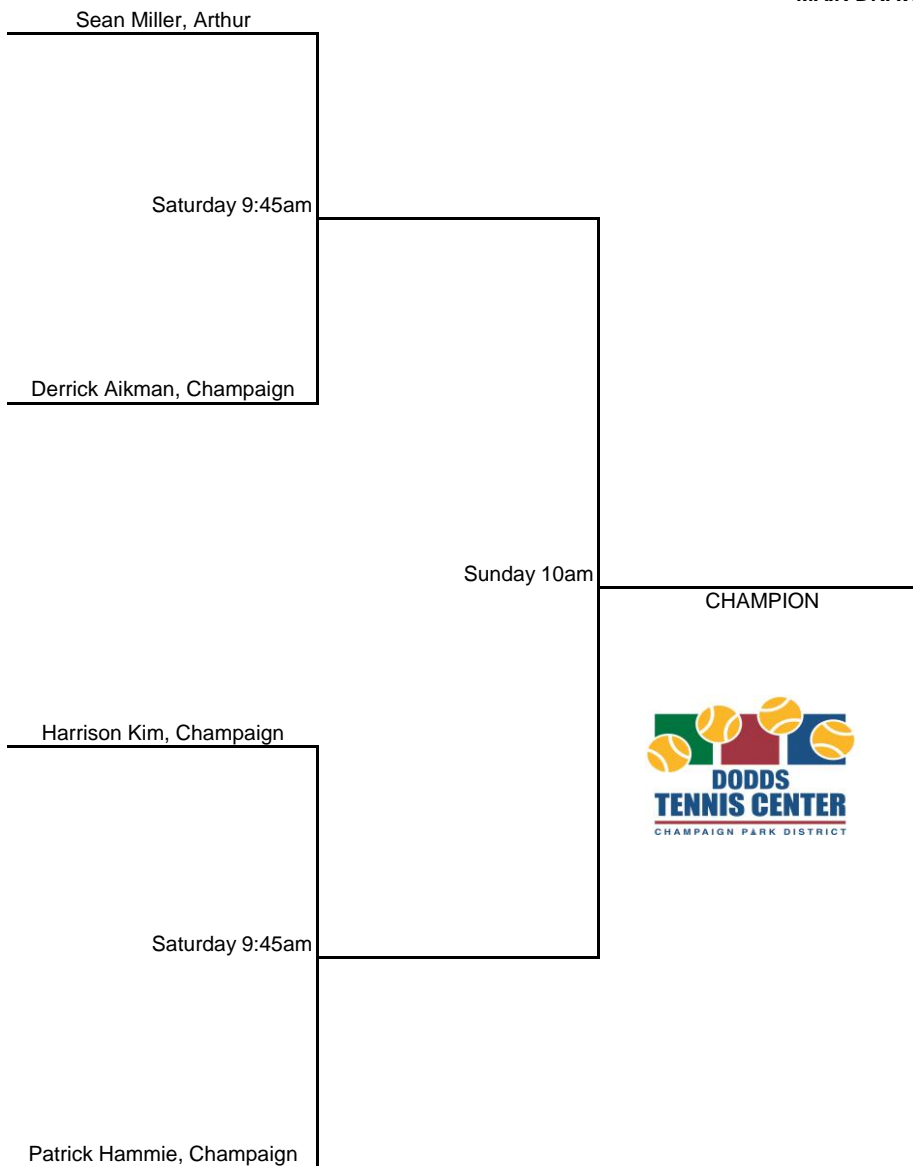 Sean Miller, Arthur
Saturday 9:45am
Derrick Aikman, Champaign
Sunday 10am
CHAMPION
Harrison Kim, Champaign
DODDS
TENNIS CENTER
CHAMPAIGN PARK DISTRICT
Saturday 9:45am
Patrick Hammie, Champaign